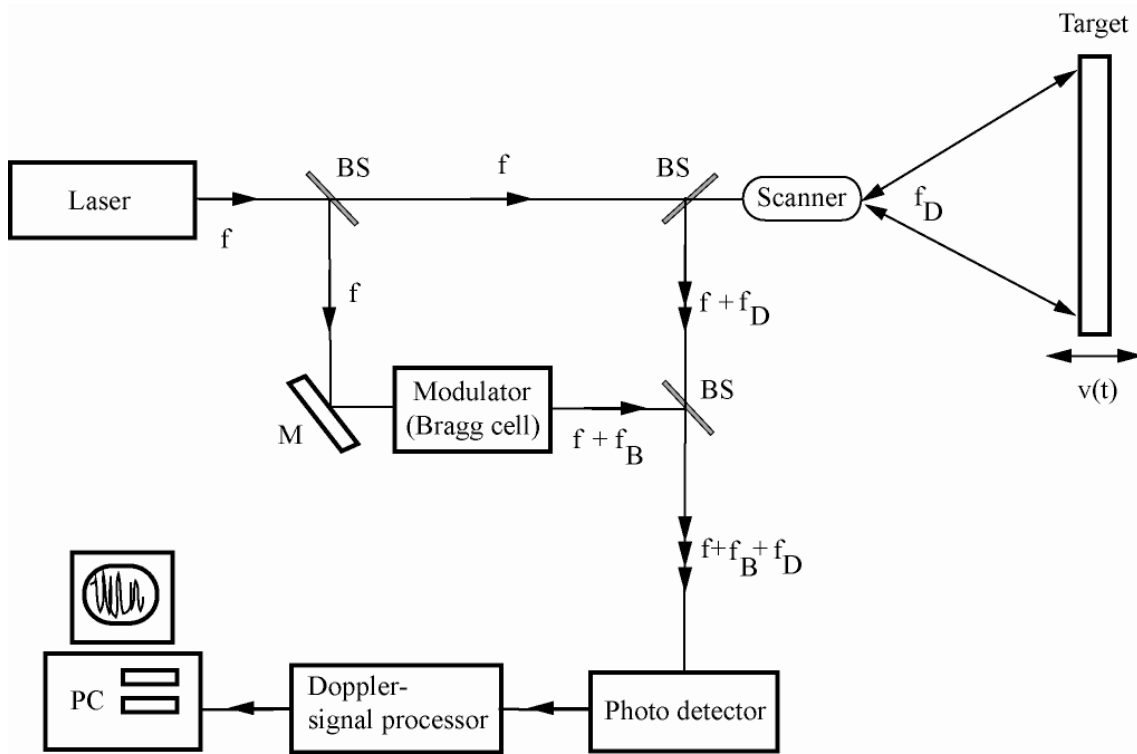 Target
BS
f
BS
Laser
Scanner
f_D
f
f
f + f_D
Modulator
(Bragg cell)
BS
v(t)
M
f + f_B
f+f_B+f_D
PC
Doppler-
signal processor
Photo detector